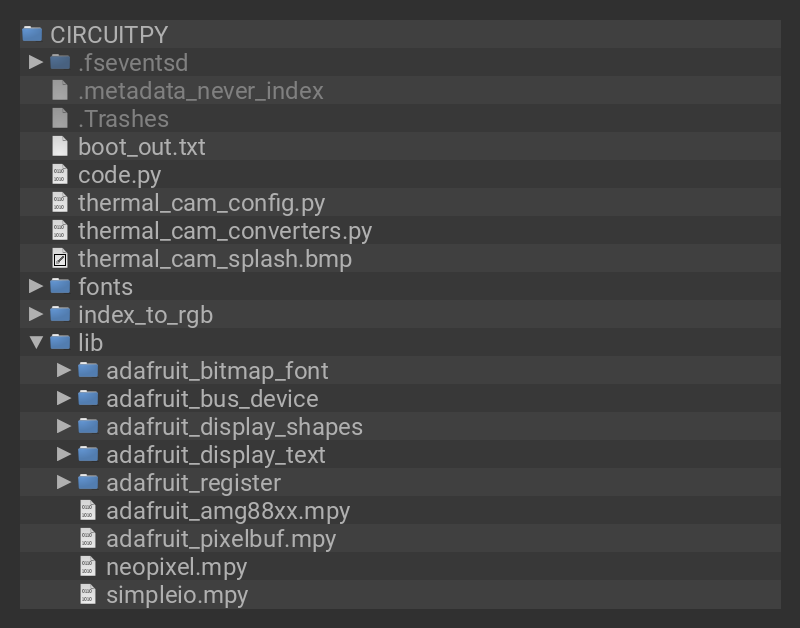 CIRCUITPY
.fseventsd
.metadata_never_index
.Trashes
boot_out.txt
code.py
thermal_cam_config.py
thermal_cam_converters.py
thermal_cam_splash.bmp
fonts
index_to_rgb
lib
adafruit_bitmap_font
adafruit_bus_device
adafruit_display_shapes
adafruit_display_text
adafruit_register
adafruit_amg88xx.mpy
adafruit_pixelbuf.mpy
neopixel.mpy
simpleio.mpy